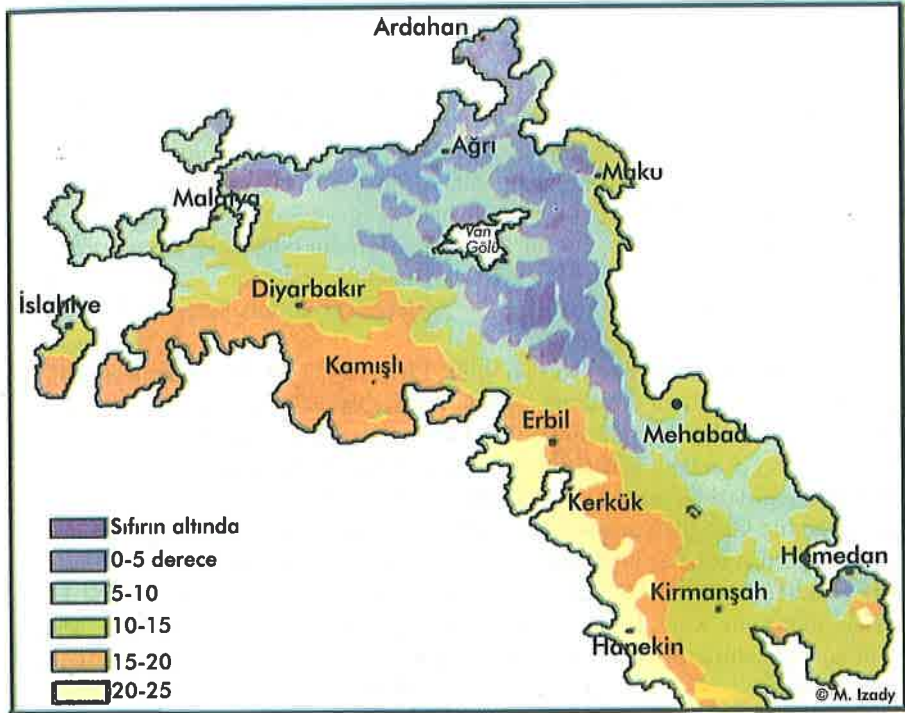 Ardahan
Ağrı
Maku
Malatya
Van
Gölü
İslahiye
Diyarbakır
Kamışlı
Erbil
Mehabad
Kerkük
Hemedan
Kirmanşah
Hanekin
Sıfırın altında
0-5 derece
5-10
10-15
15-20
20-25
© M. Izady